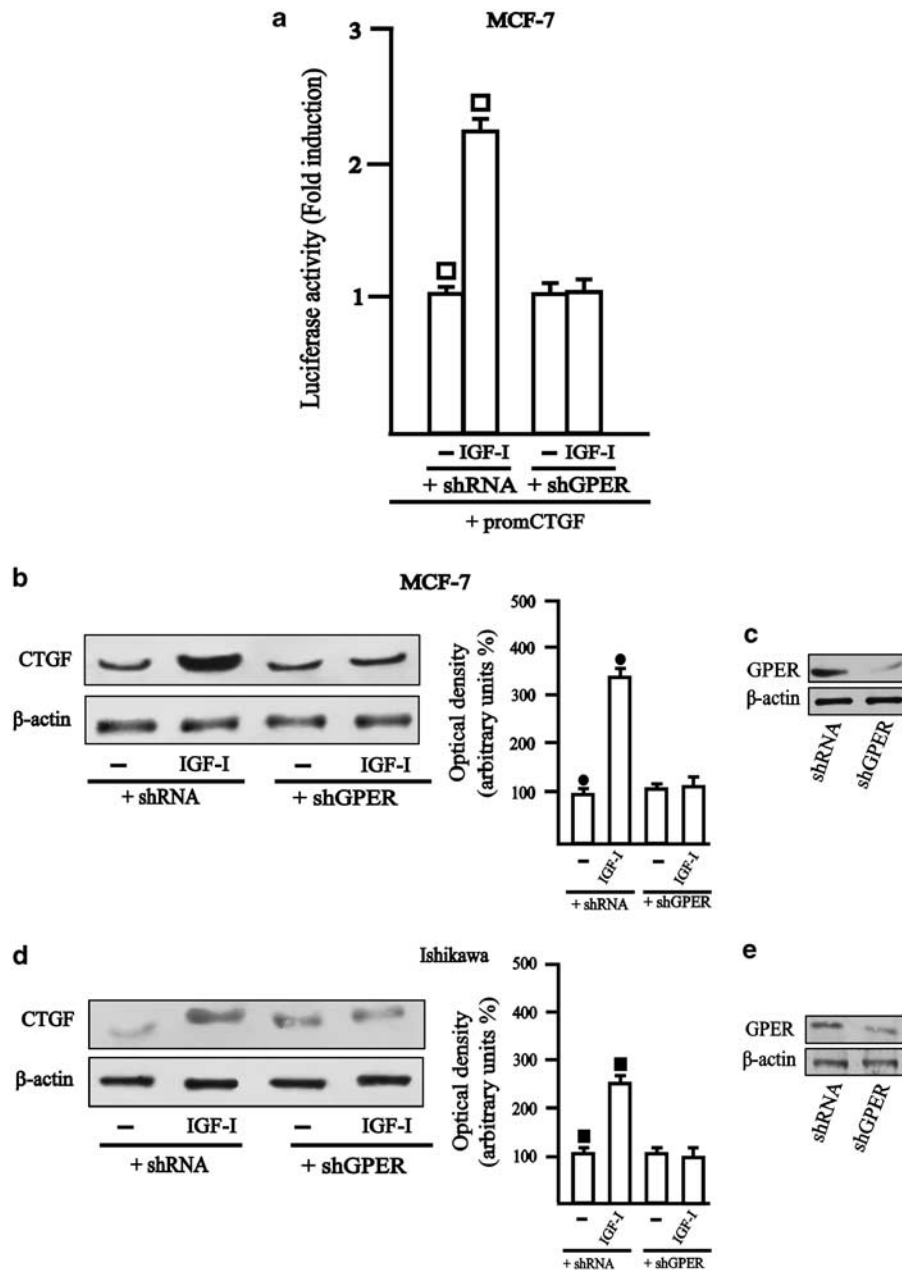 a
MCF-7
Luciferase activity (Fold induction)
3
2
1
– IGF-I – IGF-I
+ shRNA + shGPER
+ promCTGF
b
MCF-7
CTGF
β-actin
– IGF-I – IGF-I
+ shRNA + shGPER
Optical density
(arbitrary units %)
500
400
300
200
100
– IGF-I – IGF-I
+ shRNA + shGPER
c
GPER
β-actin
shRNA shGPER
d
Ishikawa
CTGF
β-actin
– IGF-I – IGF-I
+ shRNA + shGPER
Optical density
(arbitrary units %)
500
400
300
200
100
– IGF-I – IGF-I
+ shRNA + shGPER
e
GPER
β-actin
shRNA shGPER